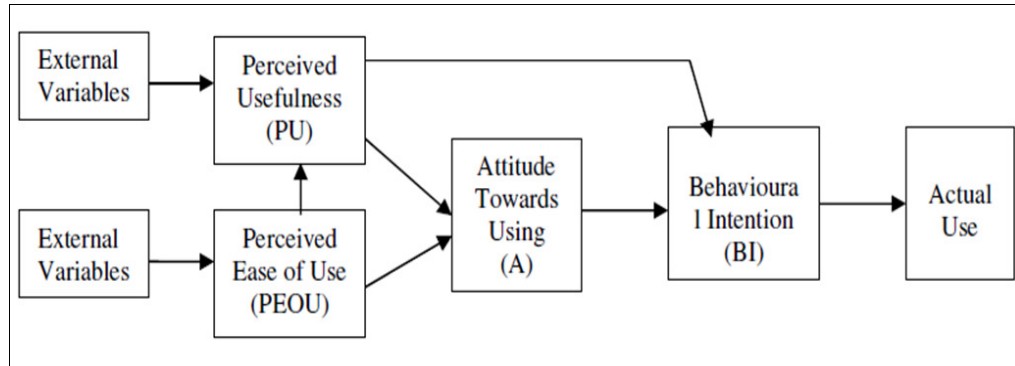 External
Variables
Perceived
Usefulness
(PU)
Attitude
Towards
Using
(A)
Behavioura
l Intention
(BI)
Actual
Use
External
Variables
Perceived
Ease of Use
(PEOU)